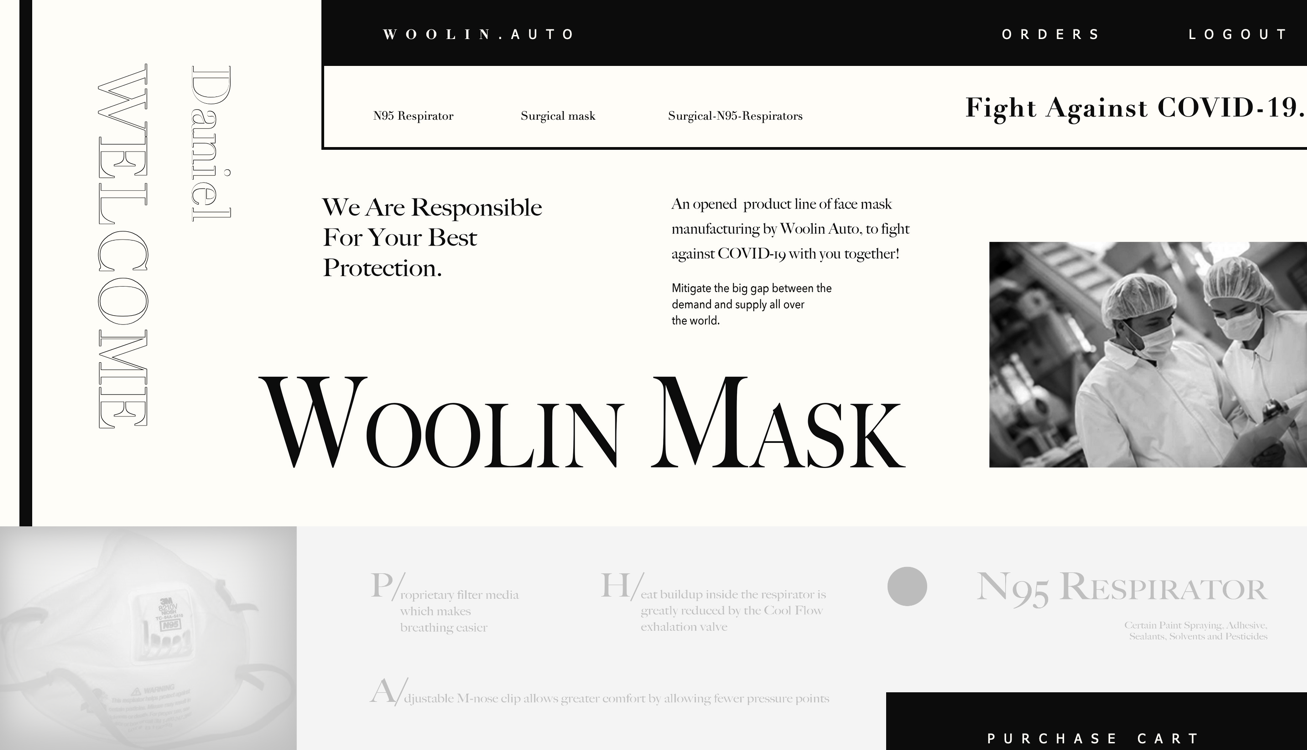 WELCOME
Daniel
WOOLIN.AUTO
ORDERS
LOGOUT
N95 Respirator
Surgical mask
Surgical-N95-Respirators
Fight Against COVID-19.
We Are Responsible
For Your Best
Protection.
An opened product line of face mask
manufacturing by Woolin Auto, to fight
against COVID-19 with you together!
Mitigate the big gap between the
demand and supply all over
the world.
WOOLIN MASK
3M
WARNING
P/roprietary filter media
which makes
breathing easier
H/eat buildup inside the respirator is
greatly reduced by the Cool Flow
exhalation valve
A/djustable M-nose clip allows greater comfort by allowing fewer pressure points
N95 RESPIRATOR
Certain Paint Spraying, Adhesive,
Sealants, Solvents and Pesticides
PURCHASE CART